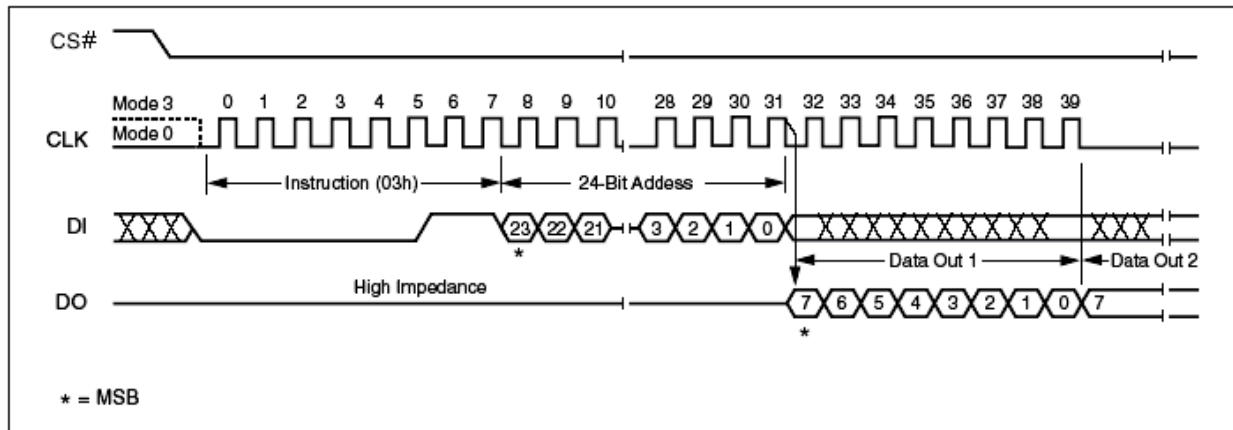 CS#
Mode 3
0 1 2 3 4 5 6 7 8 9 10 28 29 30 31 32 33 34 35 36 37 38 39
CLK
Mode 0
Instruction (03h)
24-Bit Addess
DI
23 22 21 3 2 1 0
*
Data Out 1
Data Out 2
High Impedance
DO
7 6 5 4 3 2 1 0 7
*
* = MSB